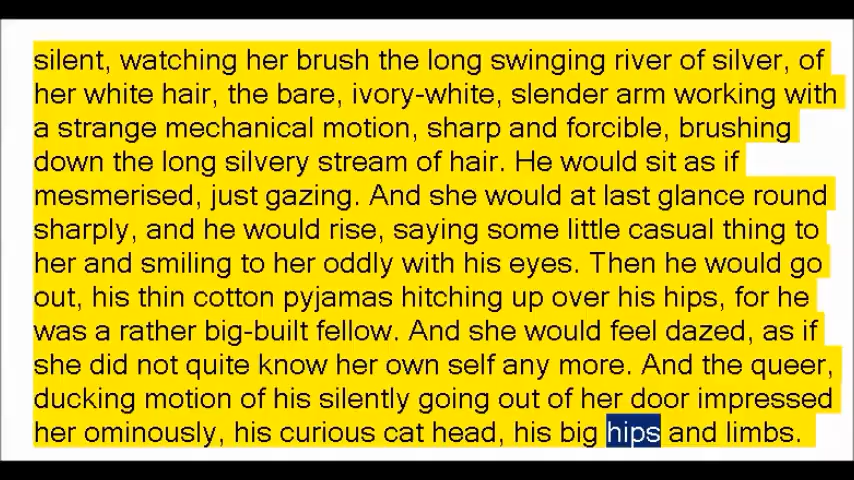 silent, watching her brush the long swinging river of silver, of
her white hair, the bare, ivory-white, slender arm working with
a strange mechanical motion, sharp and forcible, brushing
down the long silvery stream of hair. He would sit as if
mesmerised, just gazing. And she would at last glance round
sharply, and he would rise, saying some little casual thing to
her and smiling to her oddly with his eyes. Then he would go
out, his thin cotton pyjamas hitching up over his hips, for he
was a rather big-built fellow. And she would feel dazed, as if
she did not quite know her own self any more. And the queer,
ducking motion of his silently going out of her door impressed
her ominously, his curious cat head, his big hips and limbs.